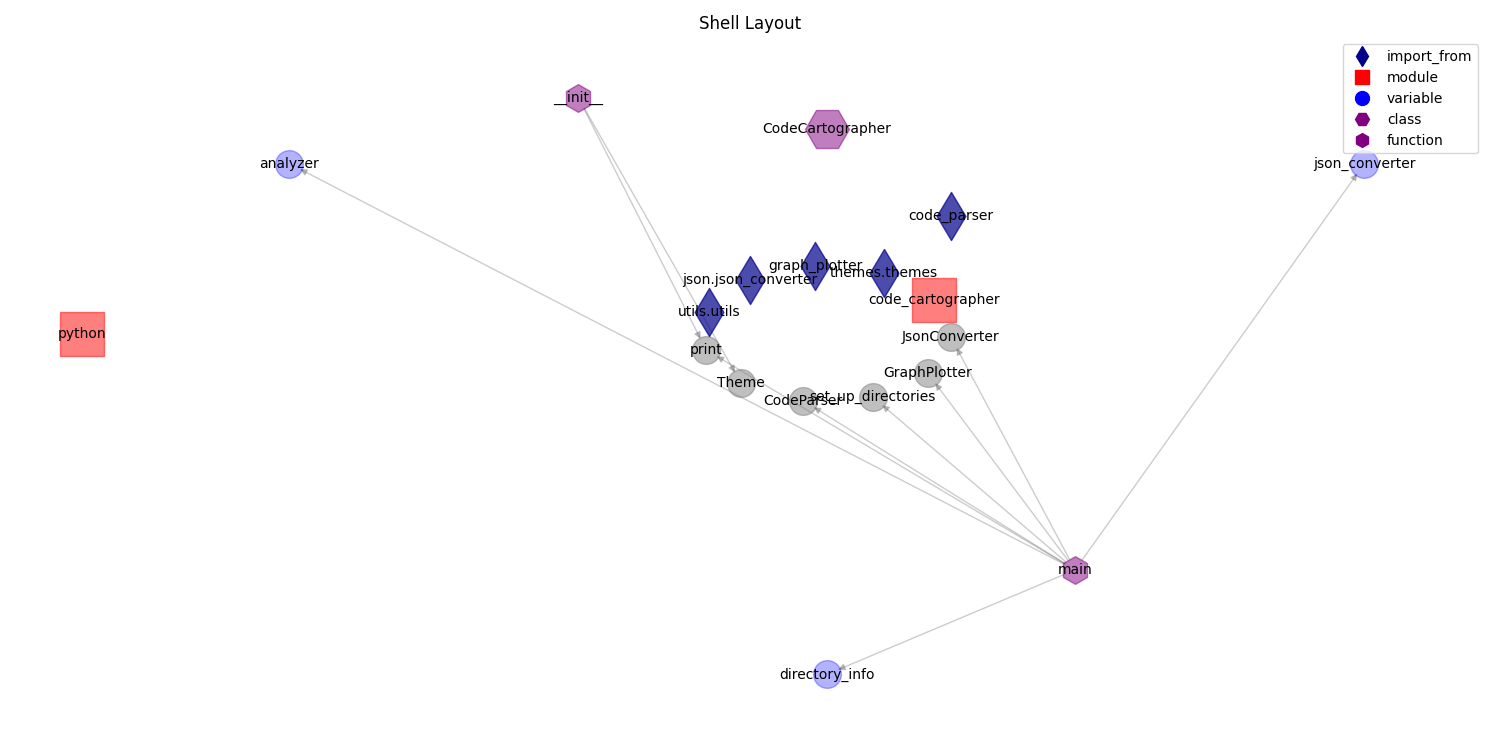 Shell Layout
import_from
module
variable
class
function
__init__
CodeCartographer
analyzer
json_converter
code_parser
graph_plotter
themes.themes
json.json_converter
code_cartographer
utils.utils
python
JsonConverter
print
GraphPlotter
Theme
set_up_directories
CodeParser
main
directory_info